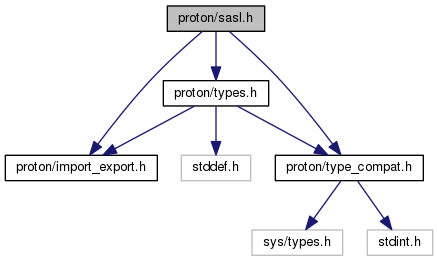 proton/sasl.h
proton/types.h
proton/import_export.h
stddef.h
proton/type_compat.h
sys/types.h
stdint.h